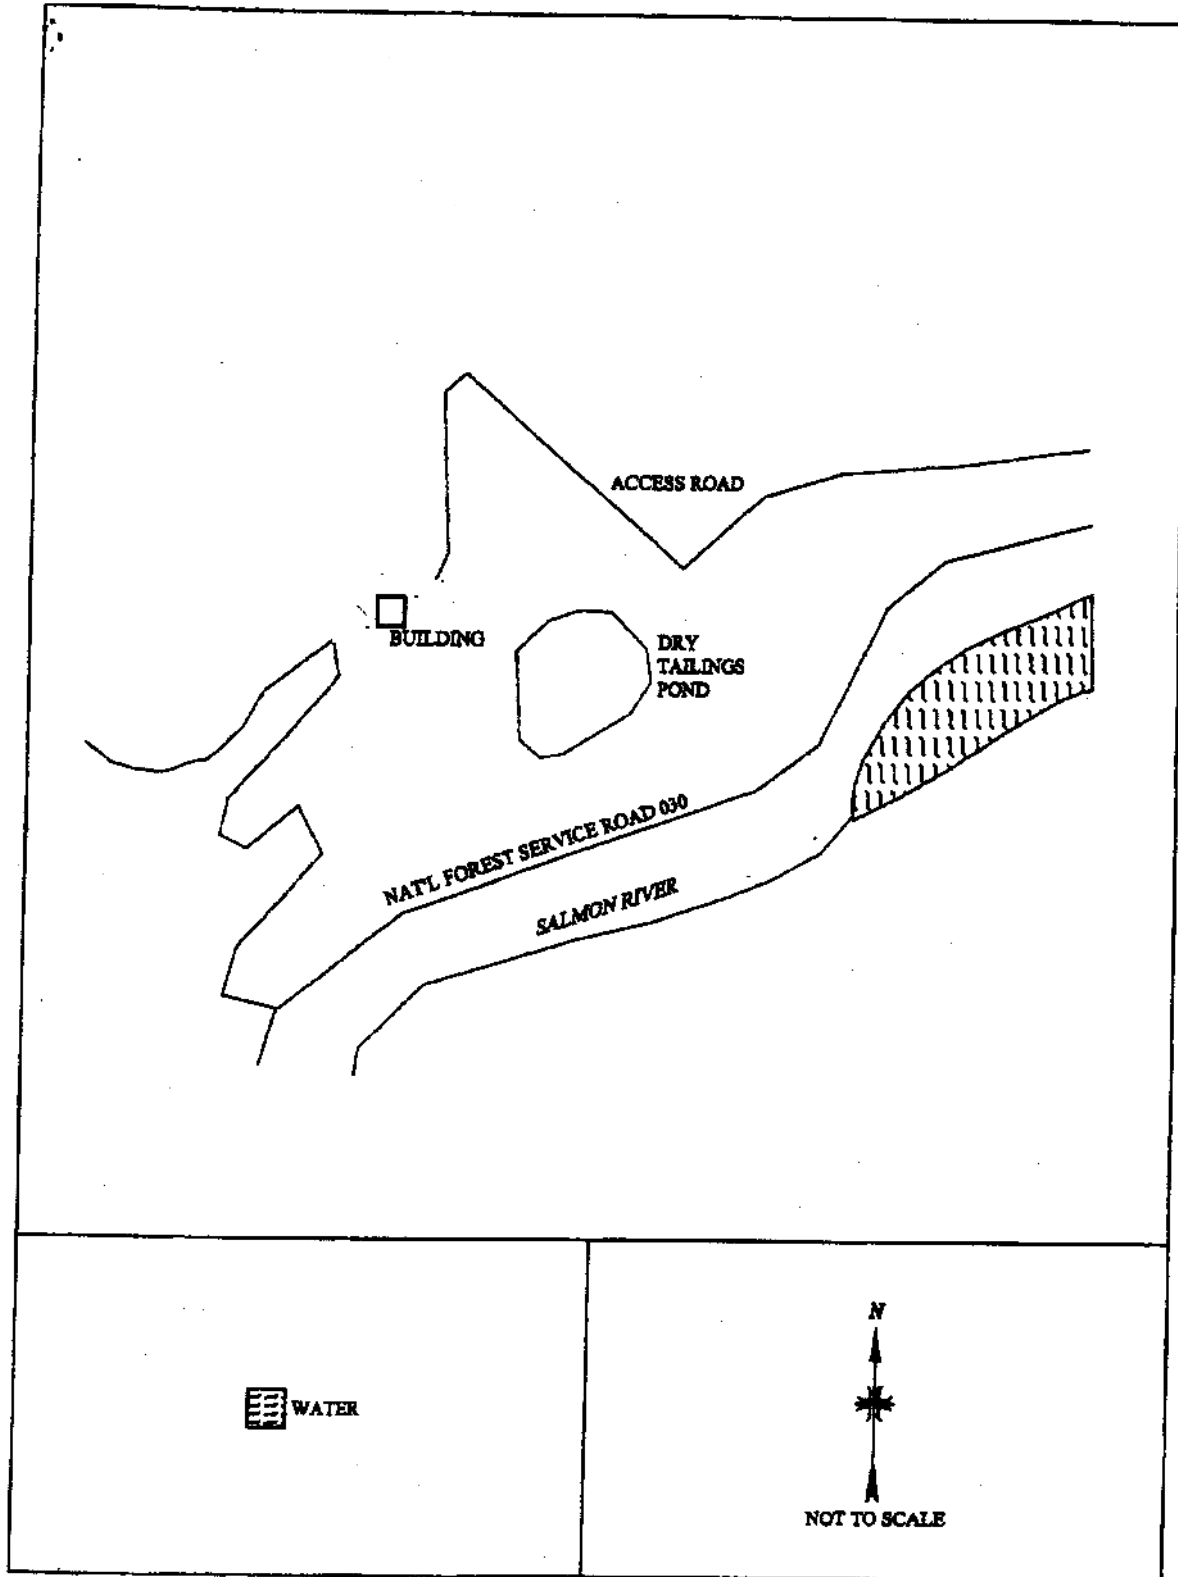 ACCESS ROAD
BUILDING
DRY
TAILINGS
POND
NAT'L FOREST SERVICE ROAD 030
SALMON RIVER
WATER
N
NOT TO SCALE